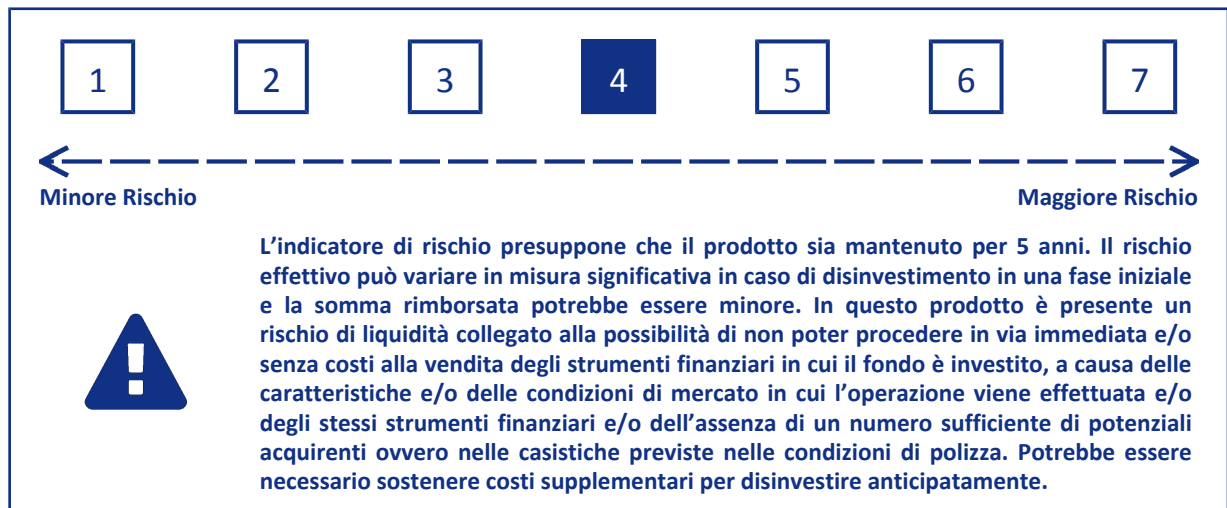 1 2 3 4 5 6 7
Minore Rischio Maggiore Rischio
L’indicatore di rischio presuppone che il prodotto sia mantenuto per 5 anni. Il rischio
effettivo può variare in misura significativa in caso di disinvestimento in una fase iniziale
e la somma rimborsata potrebbe essere minore. In questo prodotto è presente un
rischio di liquidità collegato alla possibilità di non poter procedere in via immediata e/o
senza costi alla vendita degli strumenti finanziari in cui il fondo è investito, a causa delle
caratteristiche e/o delle condizioni di mercato in cui l’operazione viene effettuata e/o
degli stessi strumenti finanziari e/o dell’assenza di un numero sufficiente di potenziali
acquirenti ovvero nelle casistiche previste nelle condizioni di polizza. Potrebbe essere
necessario sostenere costi supplementari per disinvestire anticipatamente.